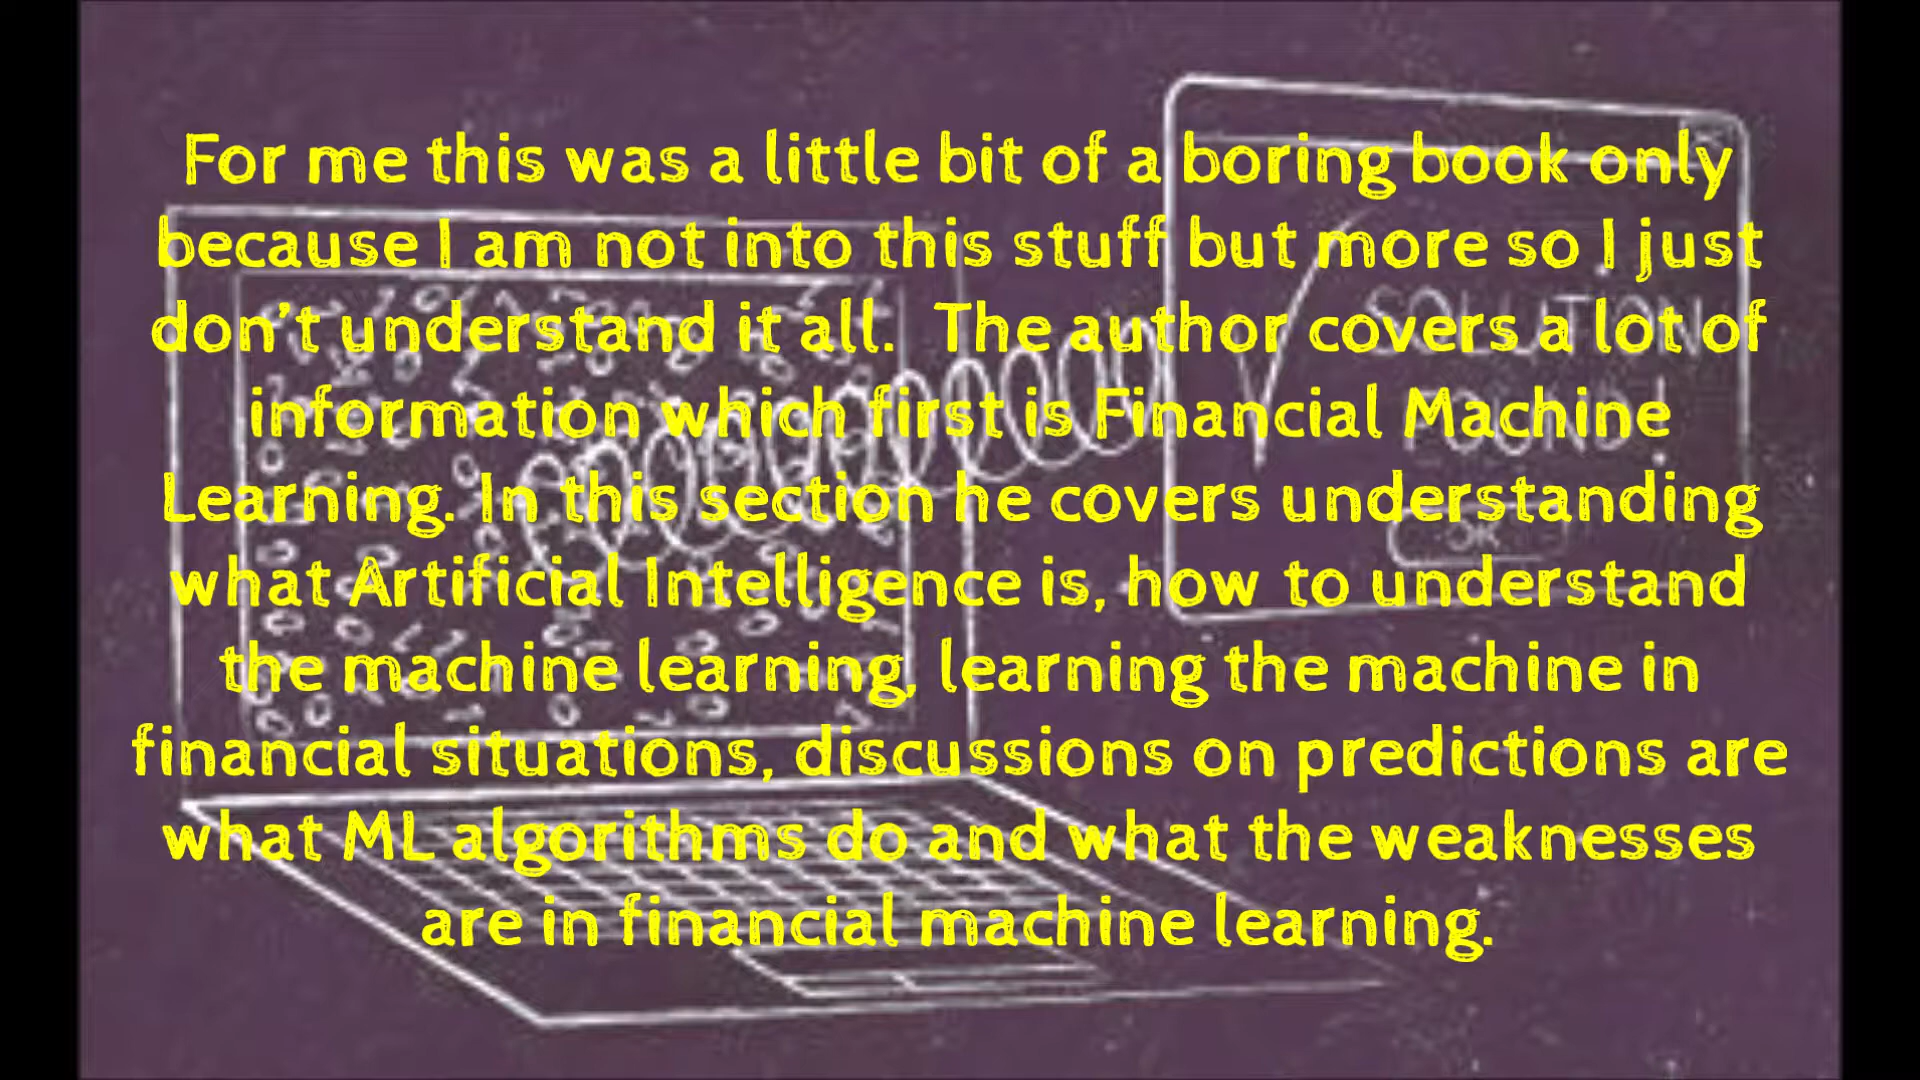 For me this was a little bit of a boring book only
because I am not into this stuff but more so I just
don't understand it all.  The author covers a lot of
information which first is Financial Machine
Learning. In this section he covers understanding
what Artificial Intelligence is, how to understand
the machine learning, learning the machine in
financial situations, discussions on predictions are
what ML algorithms do and what the weaknesses
are in financial machine learning.
SOLUTION
FOUND!
OK